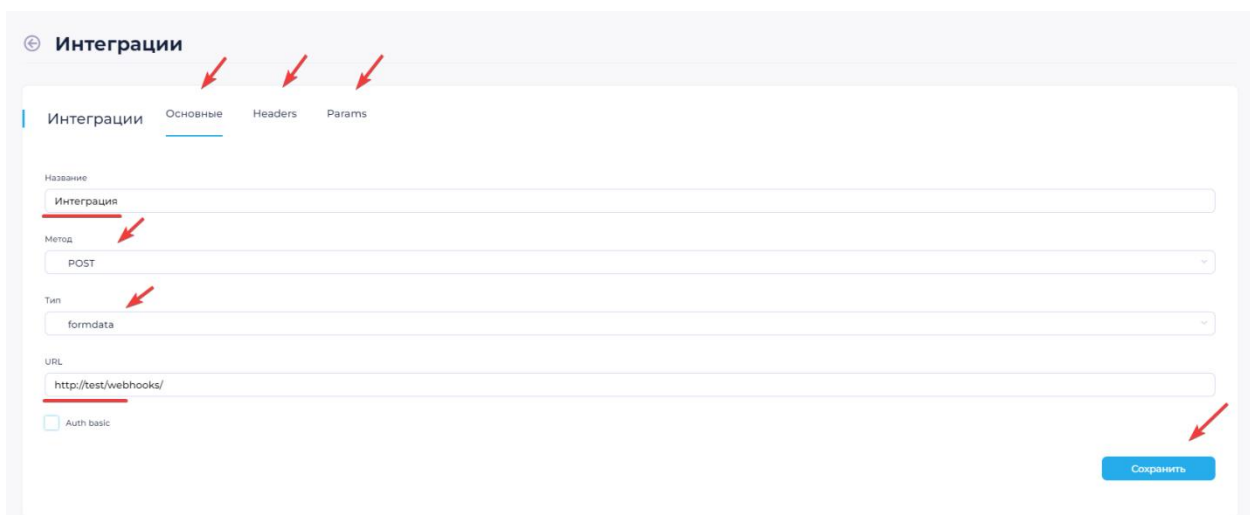 Интеграции
Интеграции Основные Headers Params
Название
Интеграция
Метод
POST
Тип
formdata
URL
http://test/webhooks/
Auth basic
Сохранить